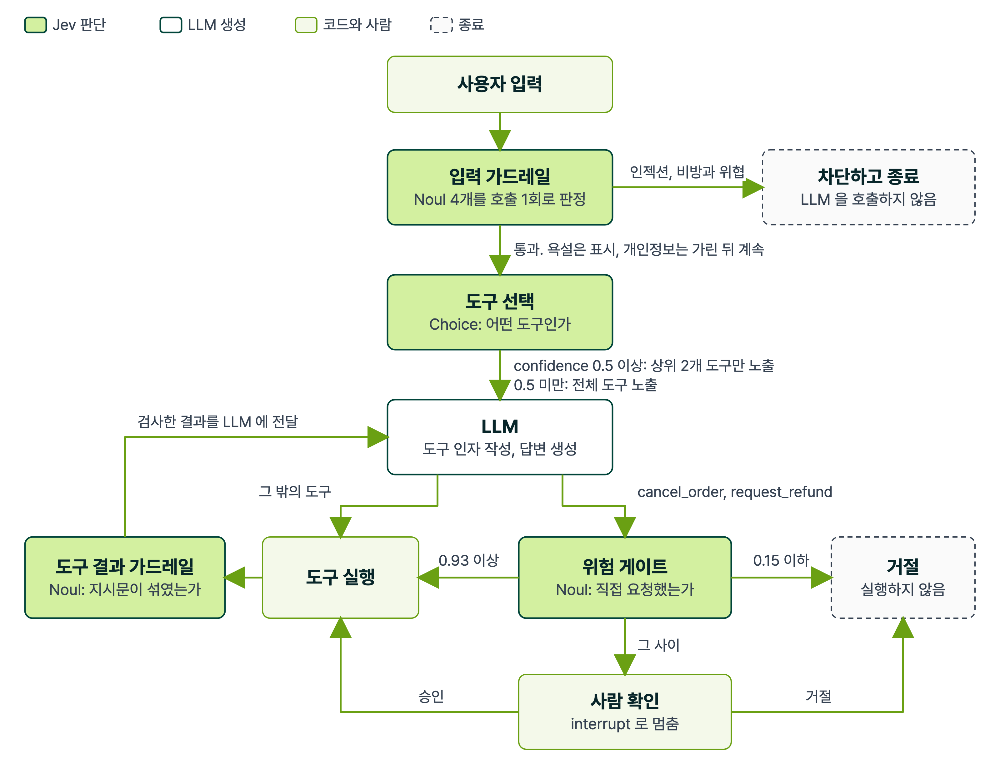 Jev 판단
LLM 생성
코드와 사람
종료
사용자 입력
입력 가드레일
Noul 4개를 호출 1회로 판정
인젝션, 비방과 위협
차단하고 종료
LLM 을 호출하지 않음
통과. 욕설은 표시, 개인정보는 가린 뒤 계속
도구 선택
Choice: 어떤 도구인가
confidence 0.5 이상: 상위 2개 도구만 노출
0.5 미만: 전체 도구 노출
검사한 결과를 LLM 에 전달
LLM
도구 인자 작성, 답변 생성
그 밖의 도구
cancel_order, request_refund
도구 결과 가드레일
Noul: 지시문이 섞였는가
도구 실행
0.93 이상
위험 게이트
Noul: 직접 요청했는가
0.15 이하
거절
실행하지 않음
그 사이
승인
사람 확인
interrupt 로 멈춤
거절